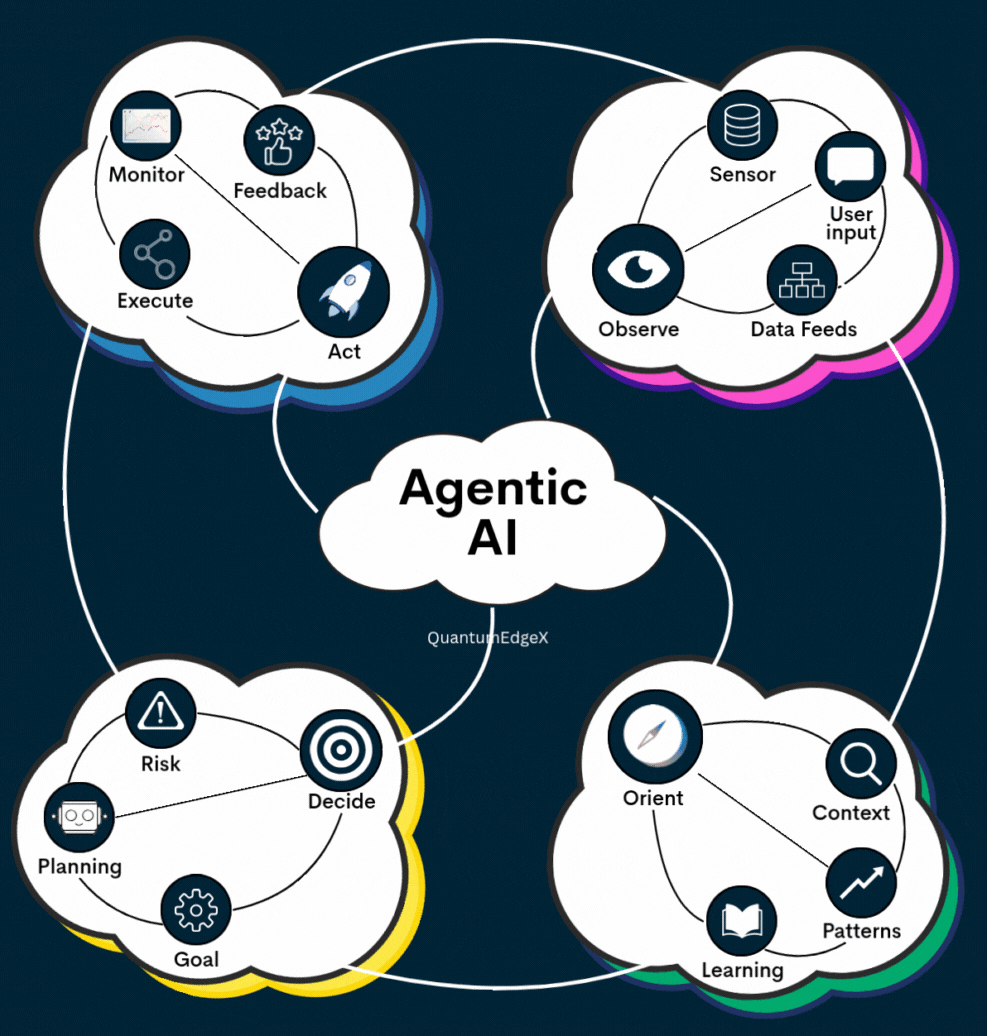 Monitor
Feedback
Execute
Act
Sensor
User
input
Observe
Data Feeds
Agentic
AI
QuantumEdgeX
Risk
Decide
Planning
Goal
Orient
Context
Patterns
Learning